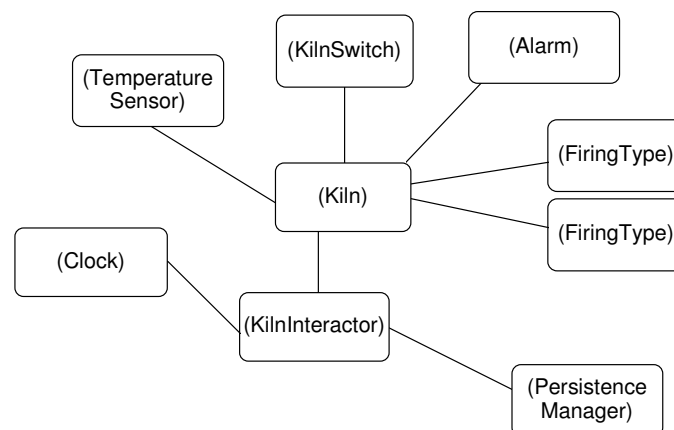 (KilnSwitch)
(Alarm)
(Temperature
Sensor)
(FiringType)
(Kiln)
(FiringType)
(Clock)
(KilnInteractor)
(Persistence
Manager)